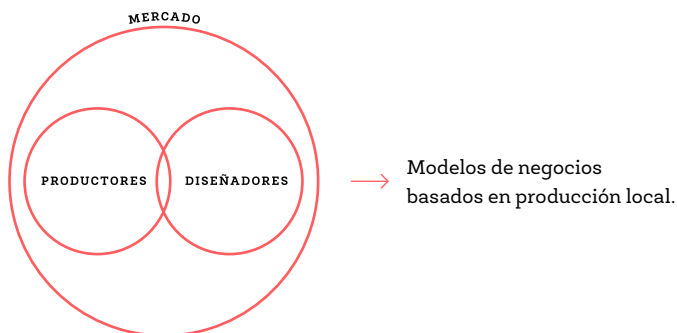 MERCADO
PRODUCTORES
DISEÑADORES
Modelos de negocios
basados en producción local.